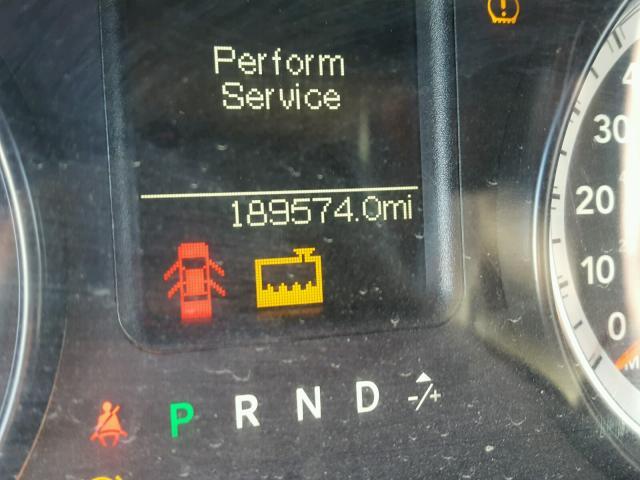 Perform
Service
189574.0mi
P R N D -/+
30
20
10
0